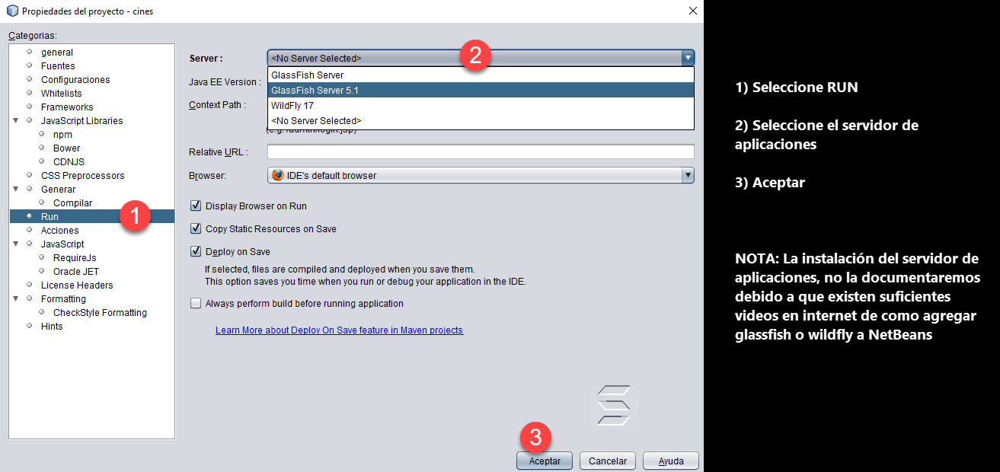 Propiedades del proyecto - cines
Categorias:
general
Fuentes
Configuraciones
Whitelists
Frameworks
JavaScript Libraries
npm
Bower
CDNJS
CSS Preprocessors
Generar
Compilar
Run
1
Acciones
JavaScript
RequireJs
Oracle JET
License Headers
Formatting
CheckStyle Formatting
Hints
Server :
<No Server Selected>
2
GlassFish Server
Java EE Version :
GlassFish Server 5.1
Context Path :
WildFly 17
<No Server Selected>
(e.g. /admin/login.jsp)
Relative URL :
Browser:
IDE's default browser
Display Browser on Run
Copy Static Resources on Save
Deploy on Save
If selected, files are compiled and deployed when you save them.
This option saves you time when you run or debug your application in the IDE.
Always perform build before running application
Learn More about Deploy On Save feature in Maven projects
3
Aceptar
Cancelar
Ayuda
1) Seleccione RUN
2) Seleccione el servidor de
aplicaciones
3) Aceptar
NOTA: La instalación del servidor de
aplicaciones, no la documentaremos
debido a que existen suficientes
videos en internet de como agregar
glassfish o wildfly a NetBeans